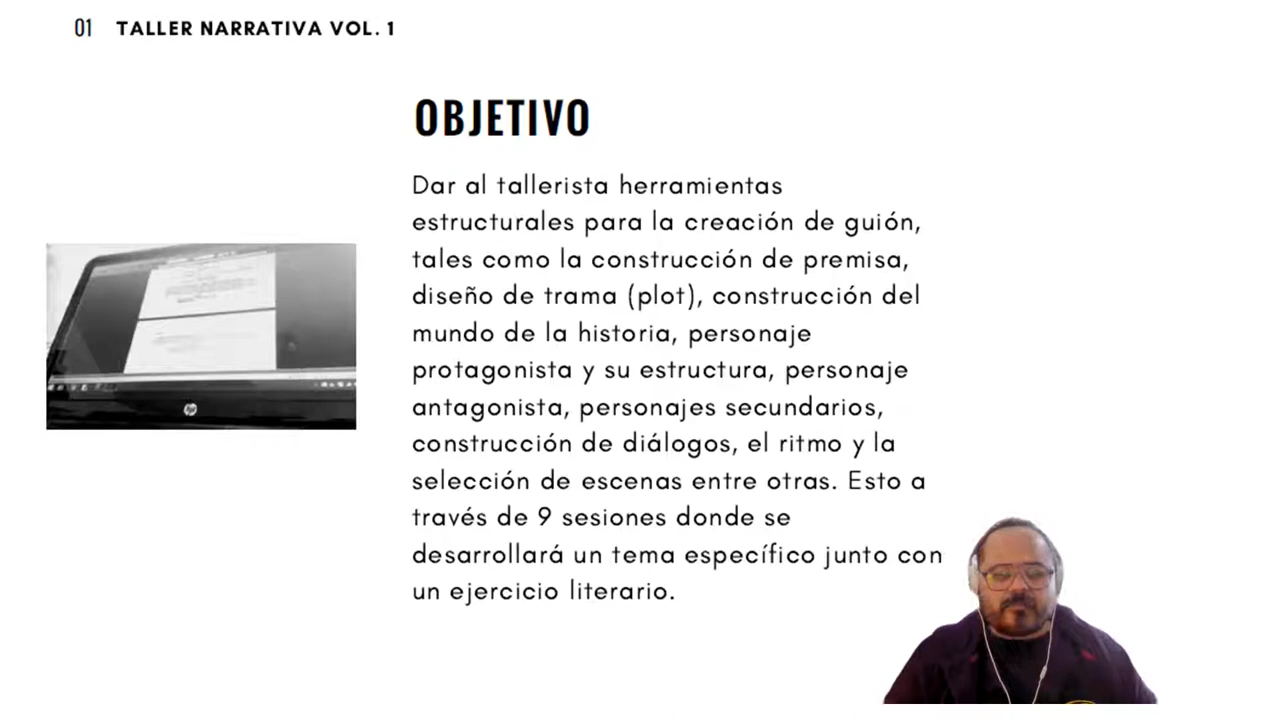 01 TALLER NARRATIVA VOL. 1
OBJETIVO
Dar al tallerista herramientas
estructurales para la creación de guión,
tales como la construcción de premisa,
diseño de trama (plot), construcción del
mundo de la historia, personaje
protagonista y su estructura, personaje
antagonista, personajes secundarios,
construcción de diálogos, el ritmo y la
selección de escenas entre otras. Esto a
través de 9 sesiones donde se
desarrollará un tema específico junto con
un ejercicio literario.
hp